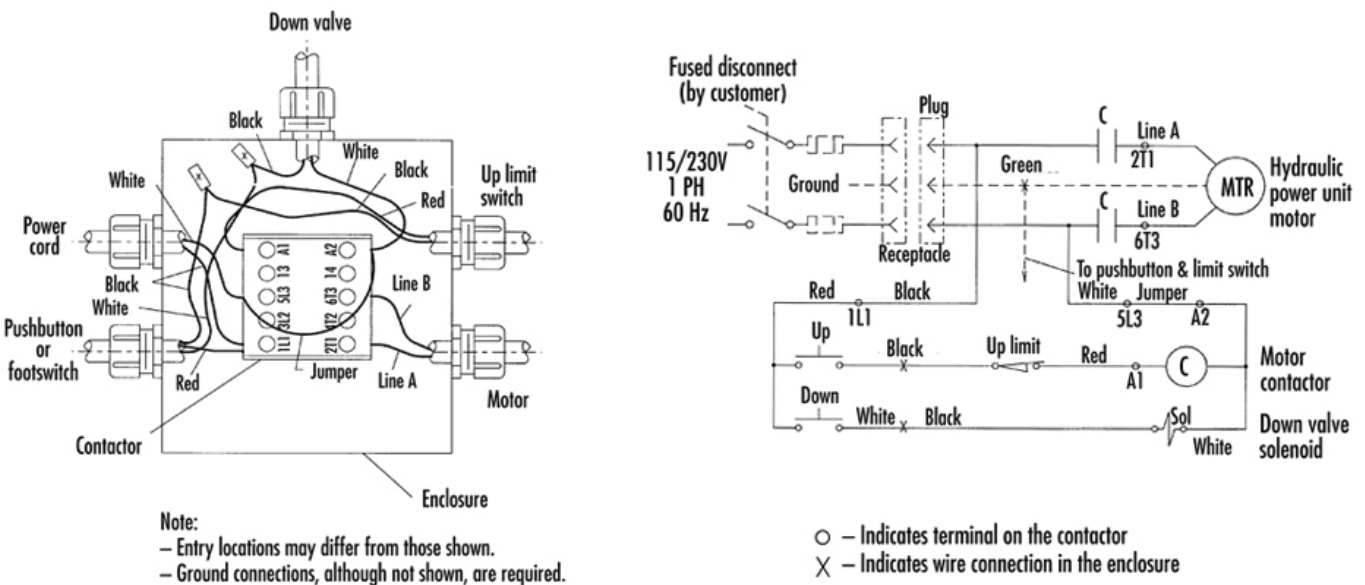 Down valve
Black
White
Black
Red
Up limit
switch
White
Power
cord
Black
White
Pushbutton
or
footswitch
Red
A1
A2
13
14
5L3
6T3
3L2
4T2
1L1
2T1
Line B
Line A
Jumper
Motor
Contactor
Enclosure
Note:
– Entry locations may differ from those shown.
– Ground connections, although not shown, are required.
Fused disconnect
(by customer)
Plug
C
Line A
2T1
115/230V
1 PH
60 Hz
Ground
Green
MTR
Hydraulic
power unit
motor
C
Line B
6T3
Receptacle
To pushbutton & limit switch
Red
Black
White
Jumper
1L1
5L3
A2
Up
Black
Up limit
Red
A1
C
Motor
contactor
Down
White
Black
Sol
White
Down valve
solenoid
O – Indicates terminal on the contactor
X – Indicates wire connection in the enclosure